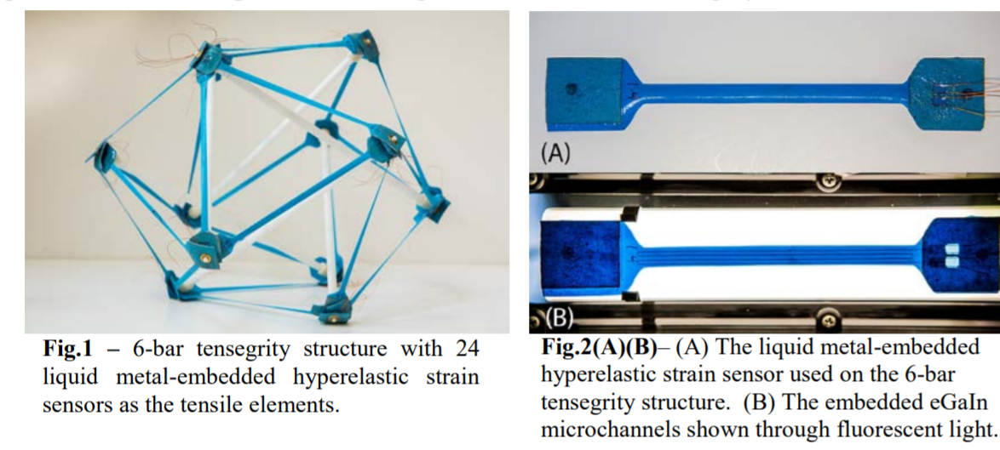 Fig.1 – 6-bar tensegrity structure with 24
liquid metal-embedded hyperelastic strain
sensors as the tensile elements.
(A)
(B)
Fig.2(A)(B)– (A) The liquid metal-embedded
hyperelastic strain sensor used on the 6-bar
tensegrity structure. (B) The embedded eGaIn
microchannels shown through fluorescent light.